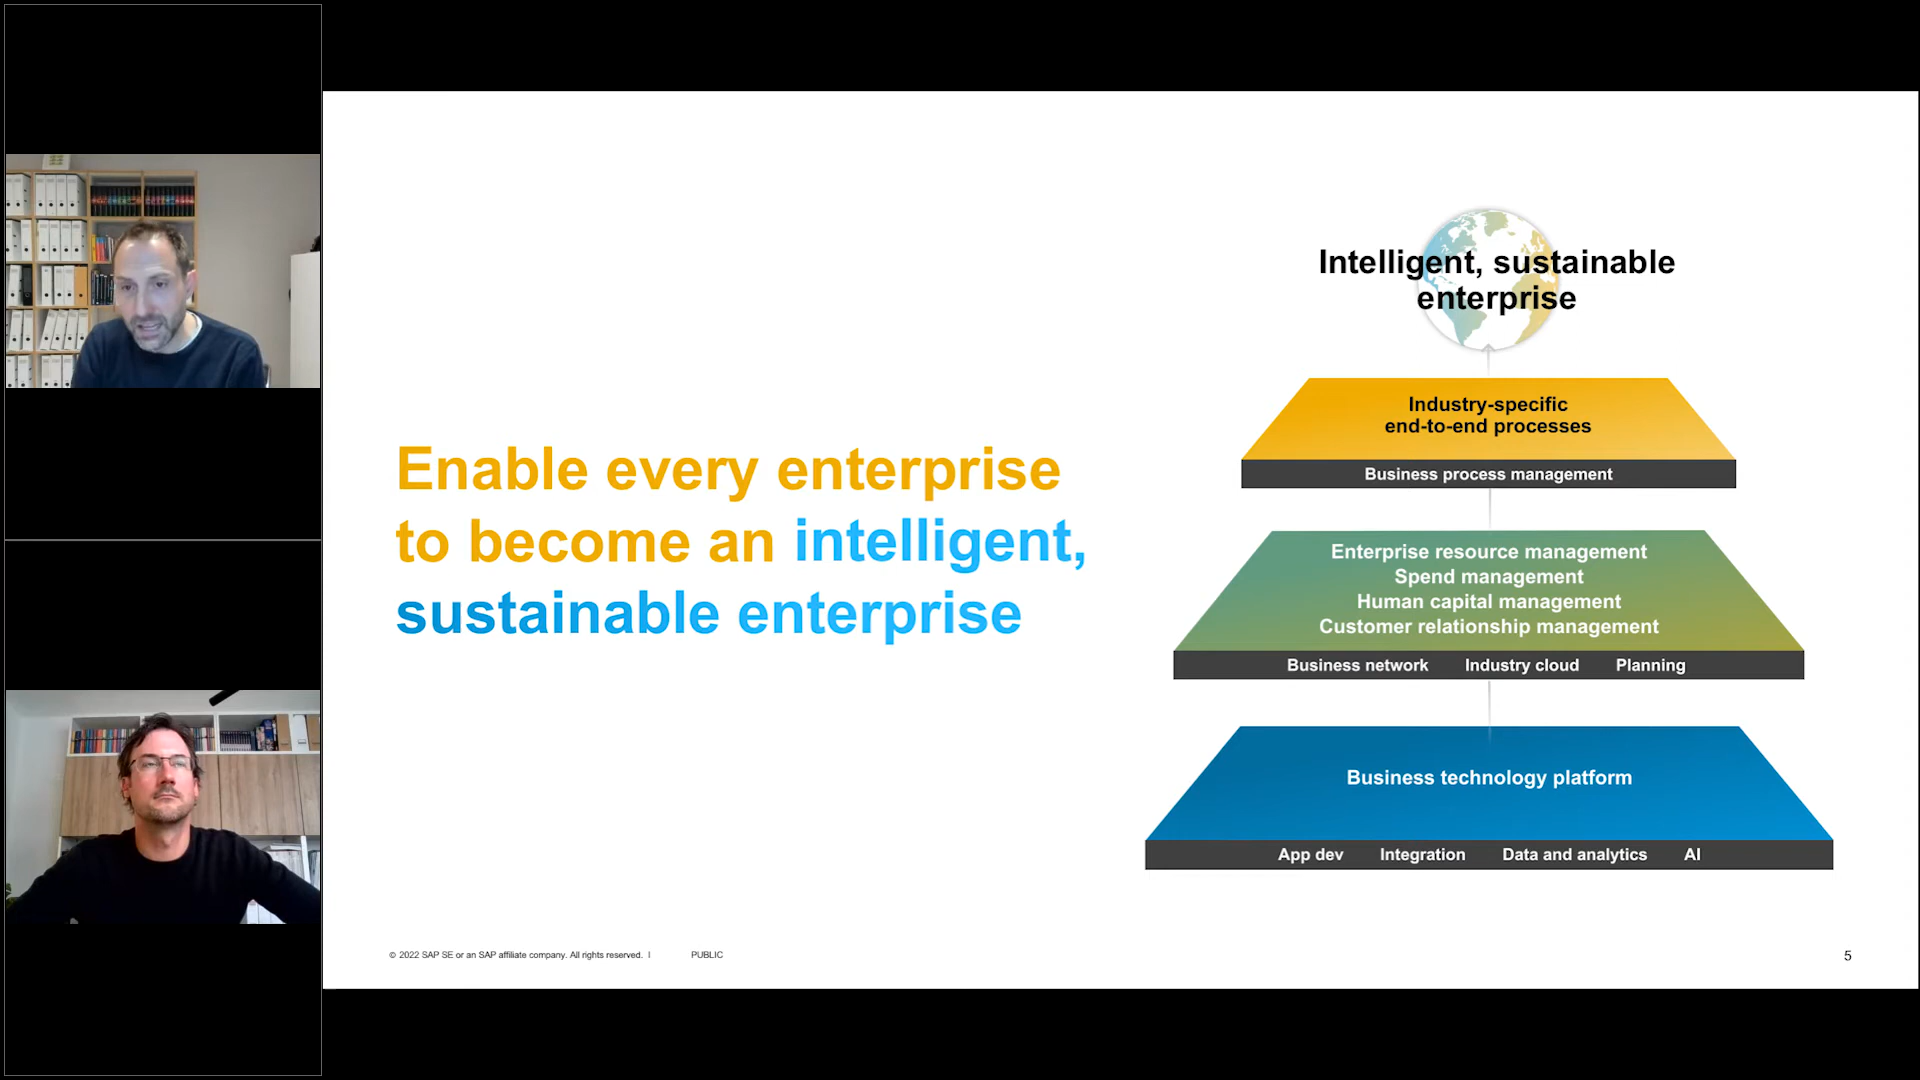 Enable every enterprise
to become an intelligent,
sustainable enterprise
Intelligent, sustainable
enterprise
Industry-specific
end-to-end processes
Business process management
Enterprise resource management
Spend management
Human capital management
Customer relationship management
Business network Industry cloud Planning
Business technology platform
App dev Integration Data and analytics AI
© 2022 SAP SE or an SAP affiliate company. All rights reserved. I PUBLIC
5